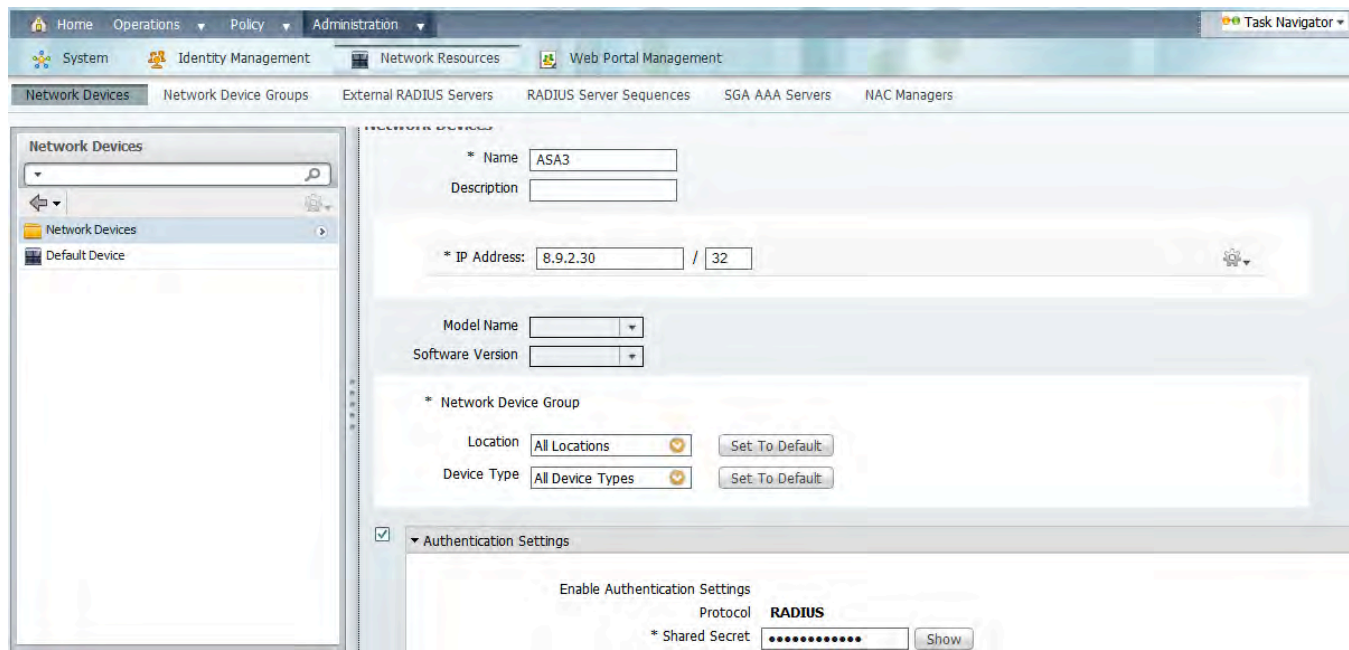 Home Operations Policy Administration Task Navigator
System Identity Management Network Resources Web Portal Management
Network Devices Network Device Groups External RADIUS Servers RADIUS Server Sequences SGA AAA Servers NAC Managers
Network Devices
Network Devices
Default Device
Network Devices
* Name ASA3
Description
* IP Address: 8.9.2.30 / 32
Model Name
Software Version
* Network Device Group
Location All Locations Set To Default
Device Type All Device Types Set To Default
Authentication Settings
Enable Authentication Settings
Protocol RADIUS
* Shared Secret •••••••••••• Show